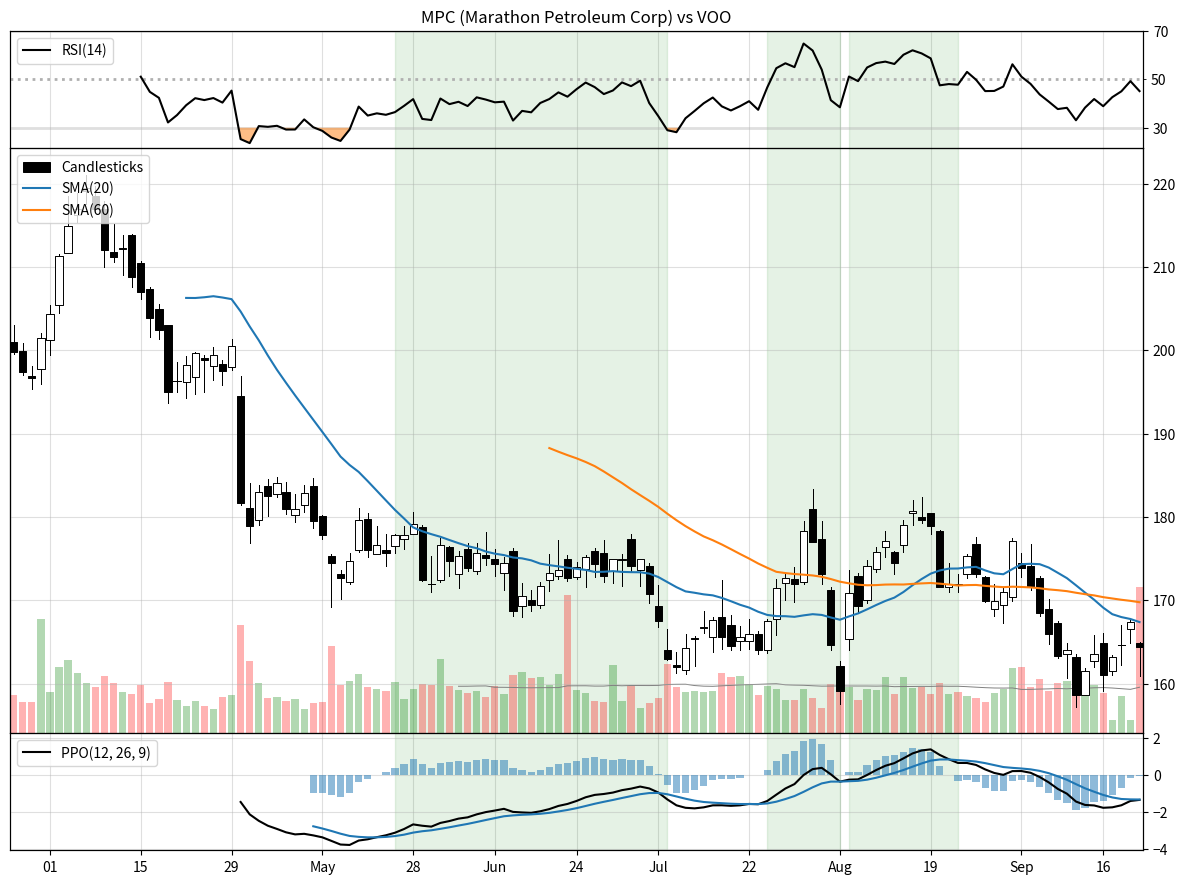 MPC (Marathon Petroleum Corp) vs VOO
RSI(14)
70
50
30
Candlesticks
SMA(20)
SMA(60)
220
210
200
190
180
170
160
PPO(12, 26, 9)
2
0
−2
−4
01 15 29 May 28 Jun 24 Jul 22 Aug 19 Sep 16